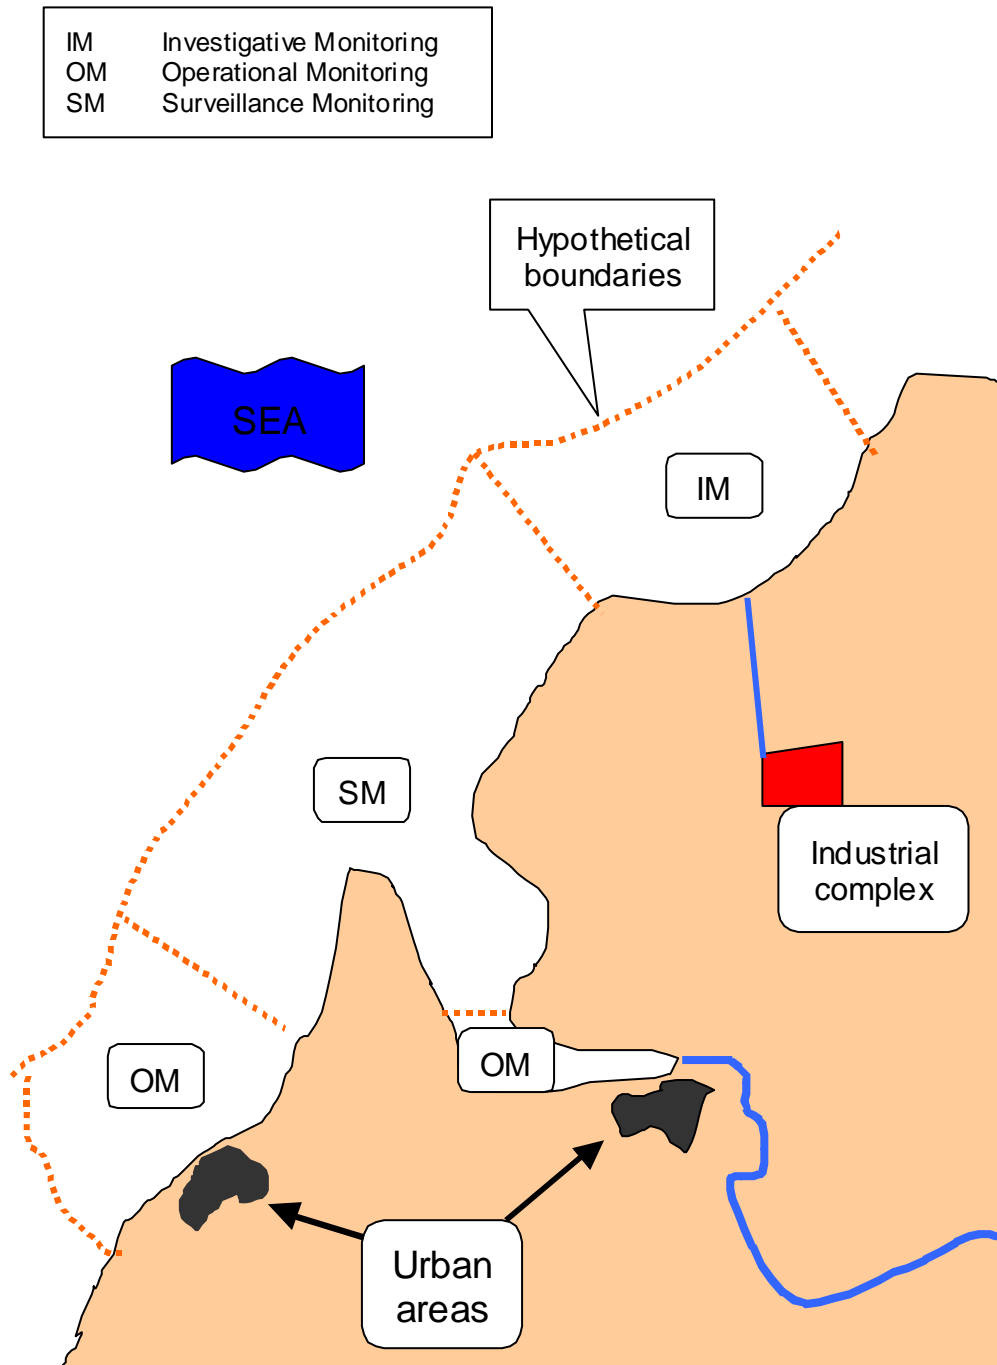 IM Investigative Monitoring
OM Operational Monitoring
SM Surveillance Monitoring
Hypothetical
boundaries
SEA
IM
SM
Industrial
complex
OM
OM
Urban
areas